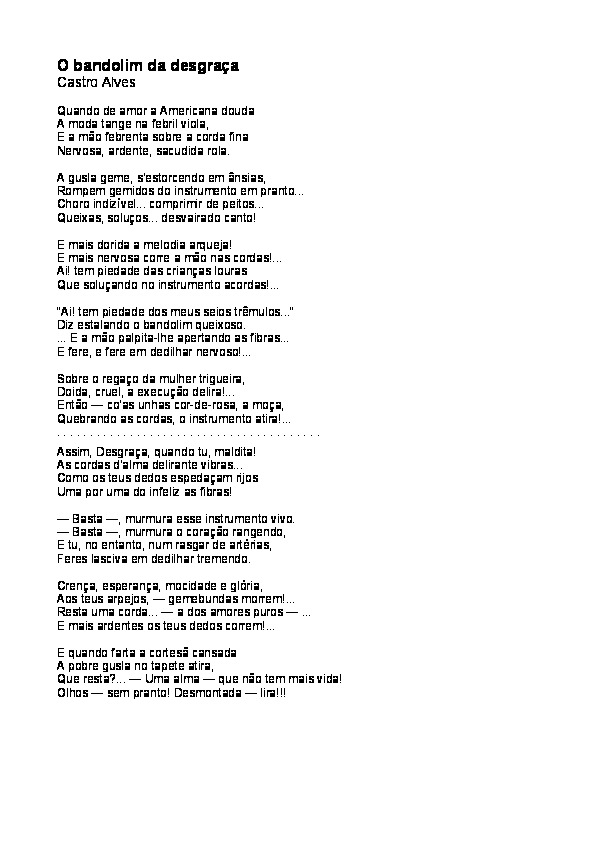 O bandolim da desgraça
Castro Alves
Quando de amor a Americana douda
A moda tange na febril viola,
E a mão febrenta sobre a corda fina
Nervosa, ardente, sacudida rola.
A gusla geme, s'estorcendo em ânsias,
Rompem gemidos do instrumento em pranto...
Choro indizível... comprimir de peitos...
Queixas, soluços... desvairado canto!
E mais dorida a melodia arqueja!
E mais nervosa corre a mão nas cordas!...
Ai! tem piedade das crianças louras
Que soluçando no instrumento acordas!...
"Ai! tem piedade dos meus seios trêmulos..."
Diz estalando o bandolim queixoso.
... E a mão palpita-lhe apertando as fibras...
E fere, e fere em dedilhar nervoso!...
Sobre o regaço da mulher trigueira,
Doida, cruel, a execução delira!...
Então — co'as unhas cor-de-rosa, a moça,
Quebrando as cordas, o instrumento atira!...
. . . . . . . . . . . . . . . . . . . . . . . . . . . . . . . . . . . . . . . .
Assim, Desgraça, quando tu, maldita!
As cordas d'alma delirante vibras...
Como os teus dedos espedaçam rijos
Uma por uma do infeliz as fibras!
— Basta —, murmura esse instrumento vivo.
— Basta —, murmura o coração rangendo,
E tu, no entanto, num rasgar de artérias,
Feres lasciva em dedilhar tremendo.
Crença, esperança, mocidade e glória,
Aos teus arpejos, — gemebundas morrem!...
Resta uma corda... — a dos amores puros — ...
E mais ardentes os teus dedos correm!...
E quando farta a cortesã cansada
A pobre gusla no tapete atira,
Que resta?... — Uma alma — que não tem mais vida!
Olhos — sem pranto! Desmontada — lira!!!